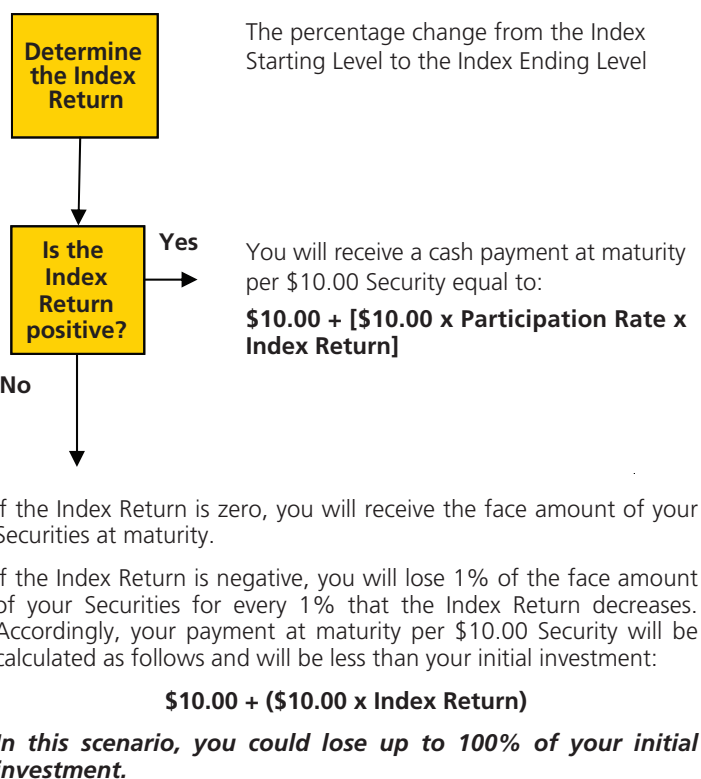 Determine
the Index
Return
The percentage change from the Index
Starting Level to the Index Ending Level
Is the
Index
Return
positive?
Yes
You will receive a cash payment at maturity
per $10.00 Security equal to:
$10.00 + [$10.00 x Participation Rate x
Index Return]
No
f the Index Return is zero, you will receive the face amount of your
Securities at maturity.
f the Index Return is negative, you will lose 1% of the face amount
of your Securities for every 1% that the Index Return decreases.
Accordingly, your payment at maturity per $10.00 Security will be
calculated as follows and will be less than your initial investment:
$10.00 + ($10.00 x Index Return)
In this scenario, you could lose up to 100% of your initial
investment.